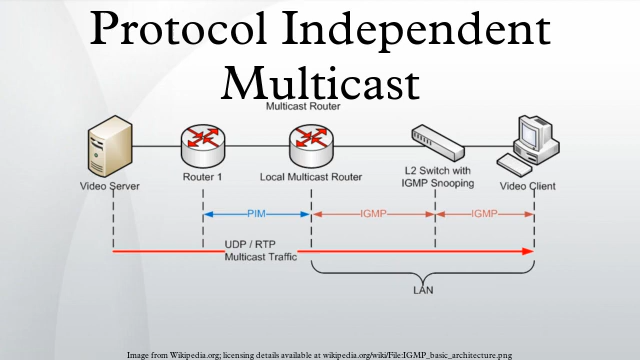 Protocol Independent
Multicast
Multicast Router
Video Server
Router 1
Local Multicast Router
L2 Switch with
IGMP Snooping
Video Client
PIM
IGMP
IGMP
UDP / RTP
Multicast Traffic
LAN
Image from Wikipedia.org; licensing details available at wikipedia.org/wiki/File:IGMP_basic_architecture.png